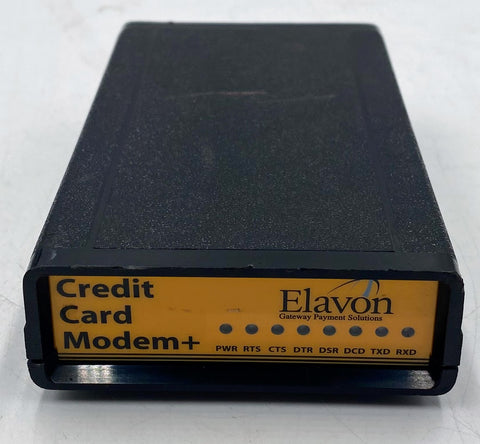 Credit
Card
Modem+
Elavon
Gateway Payment Solutions
PWR RTS CTS DTR DSR DCD TXD RXD